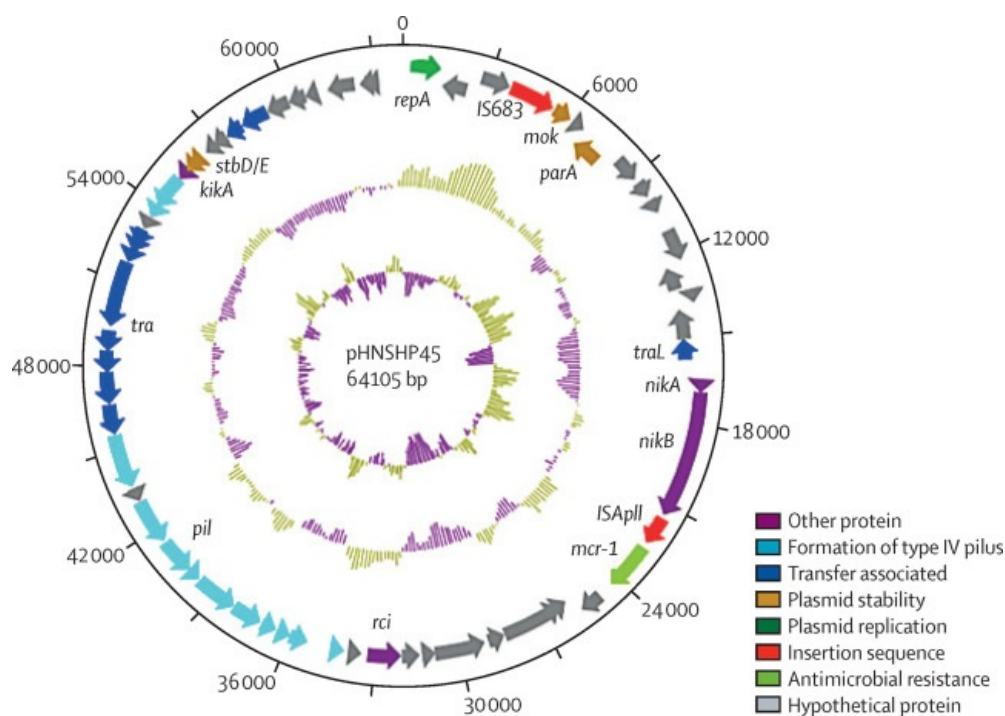 0
60000
6000
repA
IS683
mok
parA
stbD/E
kikA
54000
12000
tra
pHNSHP45
64105 bp
traL
nikA
48000
nikB
18000
ISApll
mcr-1
pil
42000
24000
rci
36000
30000
Other protein
Formation of type IV pilus
Transfer associated
Plasmid stability
Plasmid replication
Insertion sequence
Antimicrobial resistance
Hypothetical protein